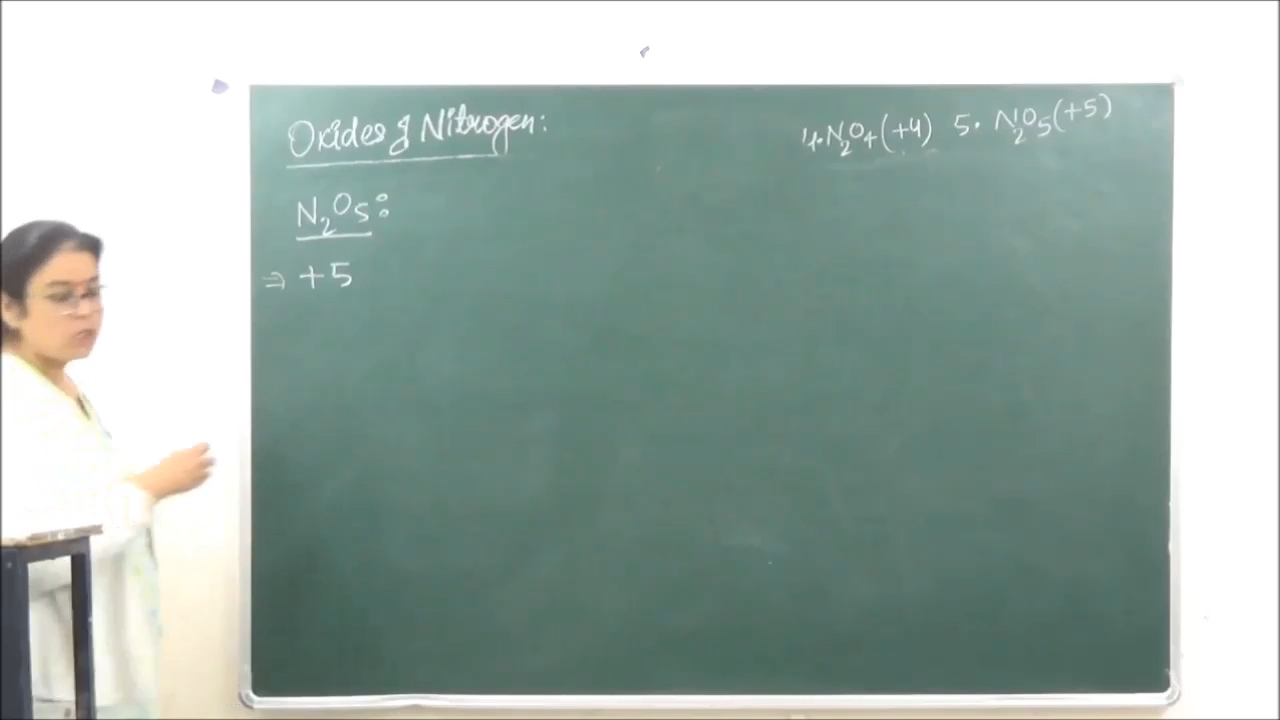 Oxides of Nitrogen:
4. N₂O₄(+4) 5. N₂O₅(+5)
N₂O₅:
⇒ +5